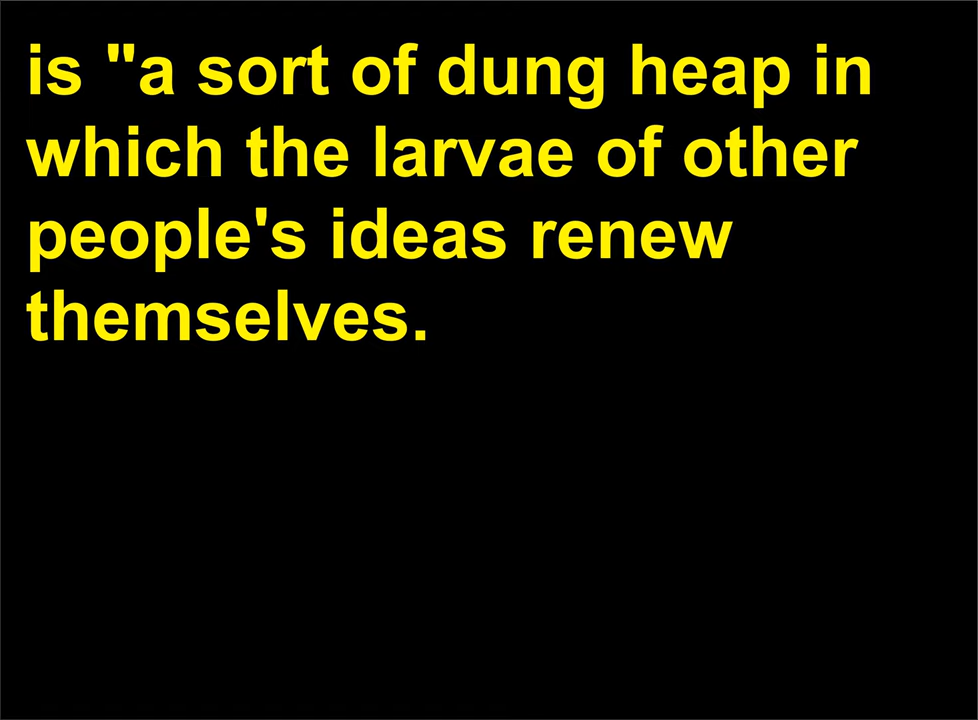 is "a sort of dung heap in
which the larvae of other
people's ideas renew
themselves.